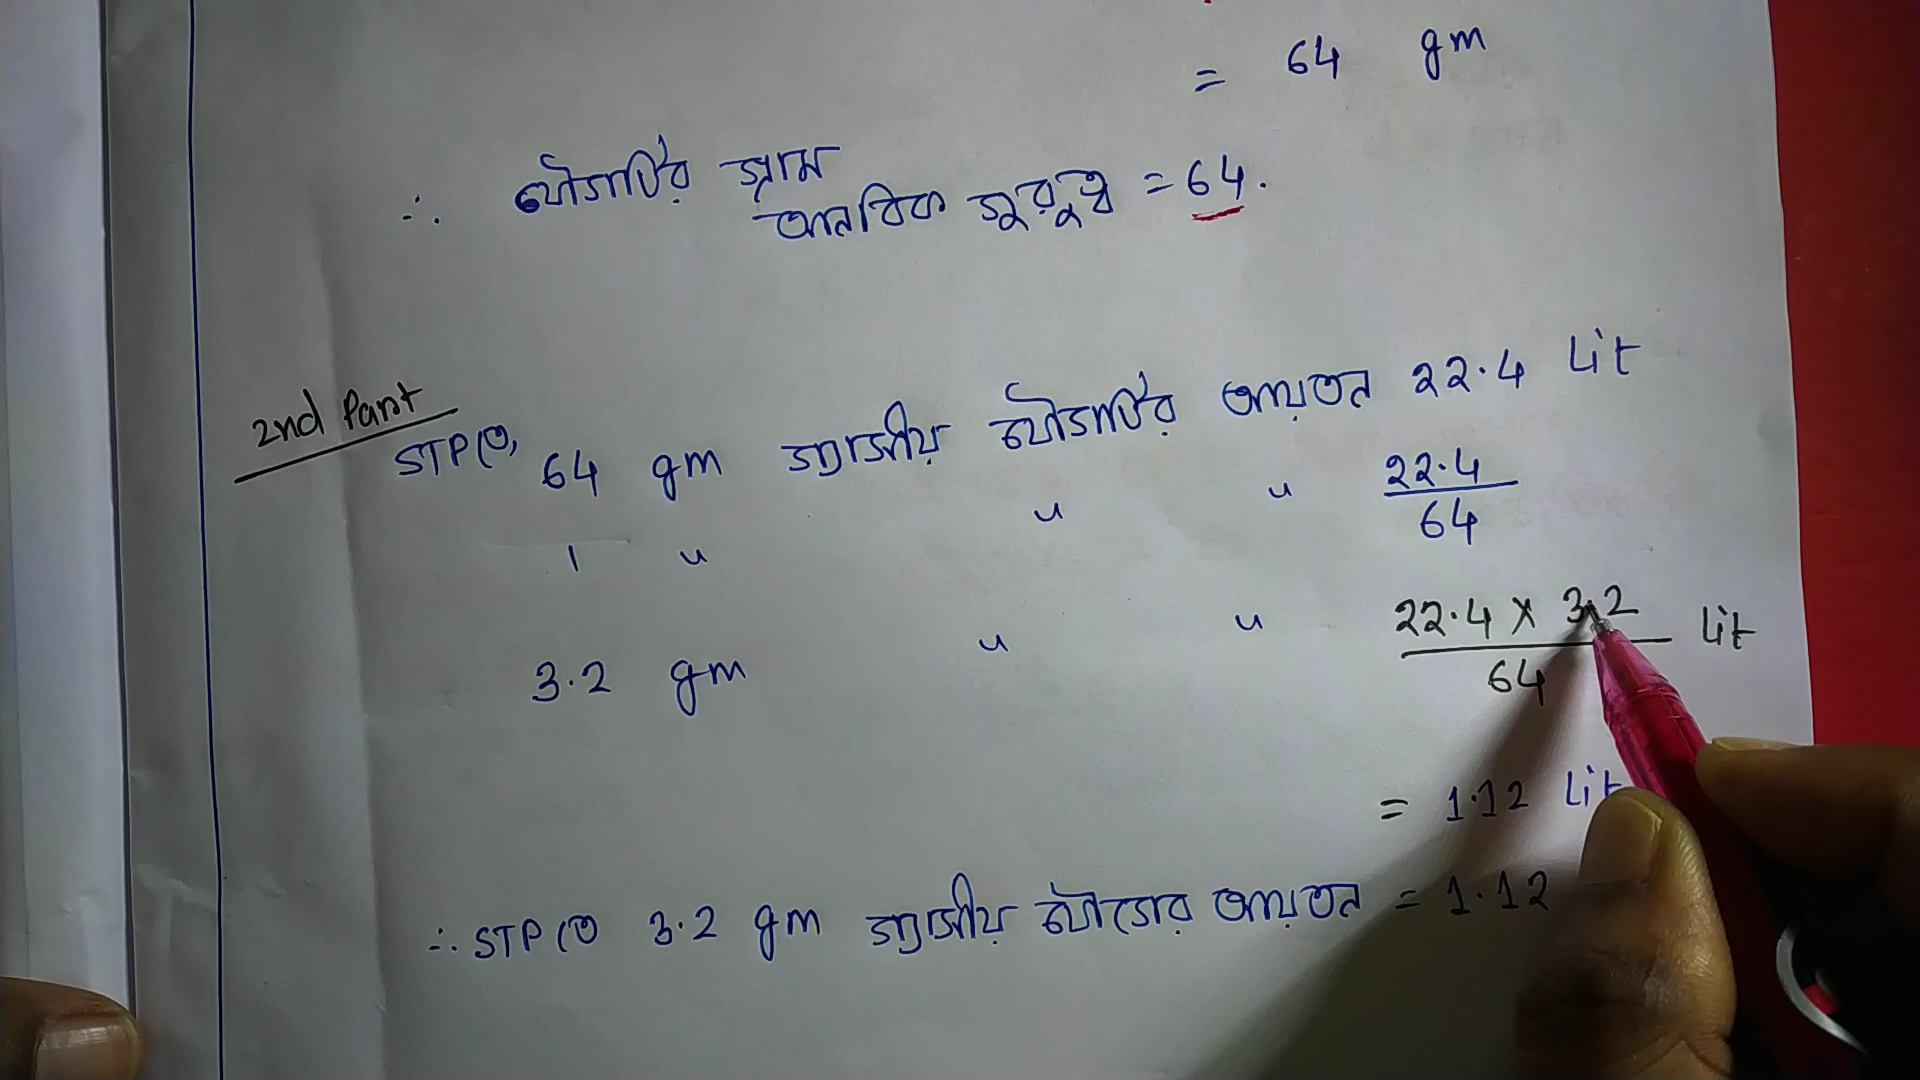 = 64 gm
∴ যৌগটির গ্রাম
আনবিক গুরুত্ব = 64.
2nd Part
STPতে, 64 gm গ্যাসীয় যৌগটির আয়তন 22.4 Lit
1 " " " 22.4/64
3.2 gm " " 22.4 x 3.2/64 Lit
= 1.12 Lit
∴ STP তে 3.2 gm গ্যাসীয় যৌগের আয়তন = 1.12